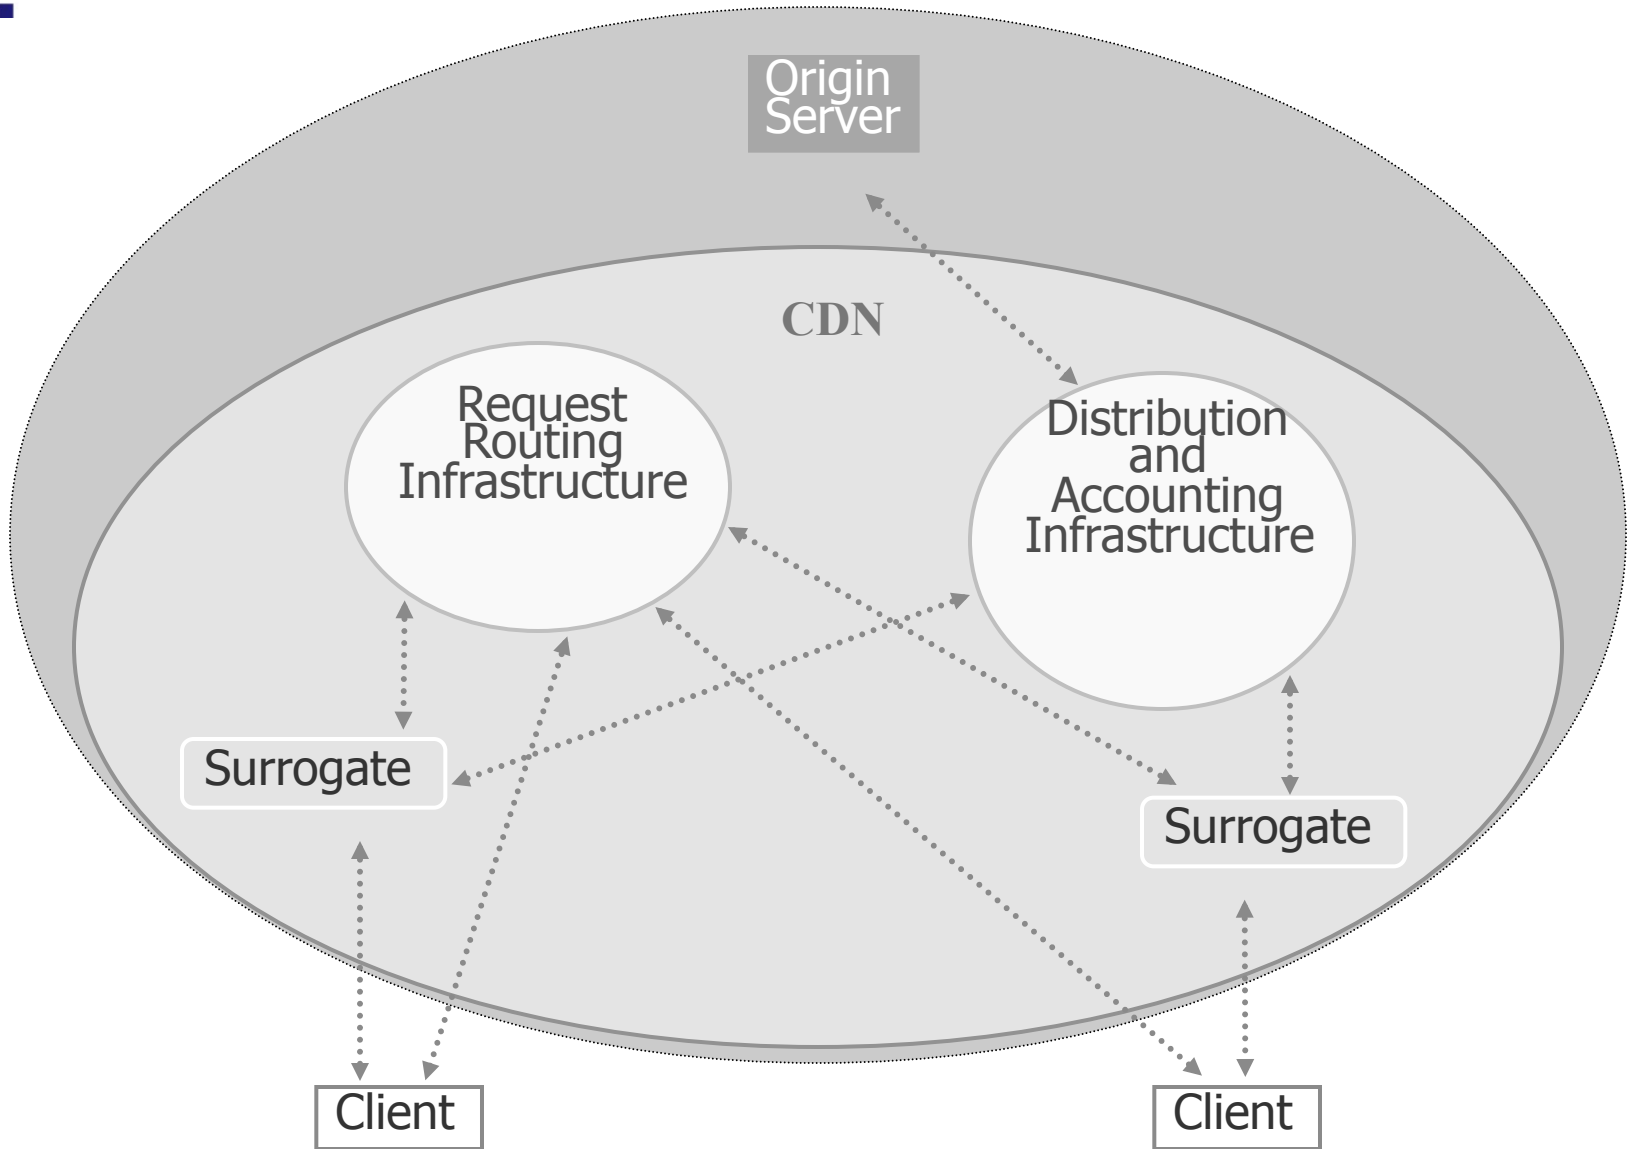 Origin
Server
CDN
Request
Routing
Infrastructure
Distribution
and
Accounting
Infrastructure
Surrogate
Surrogate
Client
Client